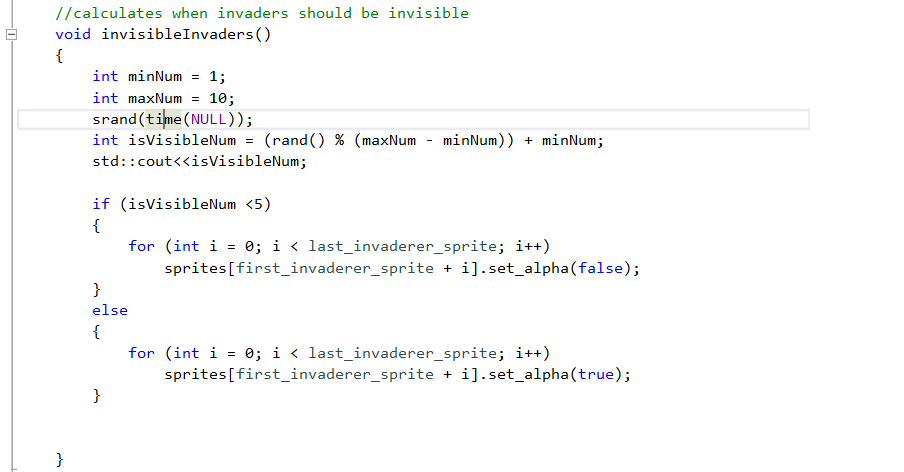 //calculates when invaders should be invisible
void invisibleInvaders()
{
int minNum = 1;
int maxNum = 10;
srand(time(NULL));
int isVisibleNum = (rand() % (maxNum - minNum)) + minNum;
std::cout<<isVisibleNum;
if (isVisibleNum <5)
{
for (int i = 0; i < last_invaderer_sprite; i++)
sprites[first_invaderer_sprite + i].set_alpha(false);
}
else
{
for (int i = 0; i < last_invaderer_sprite; i++)
sprites[first_invaderer_sprite + i].set_alpha(true);
}
}